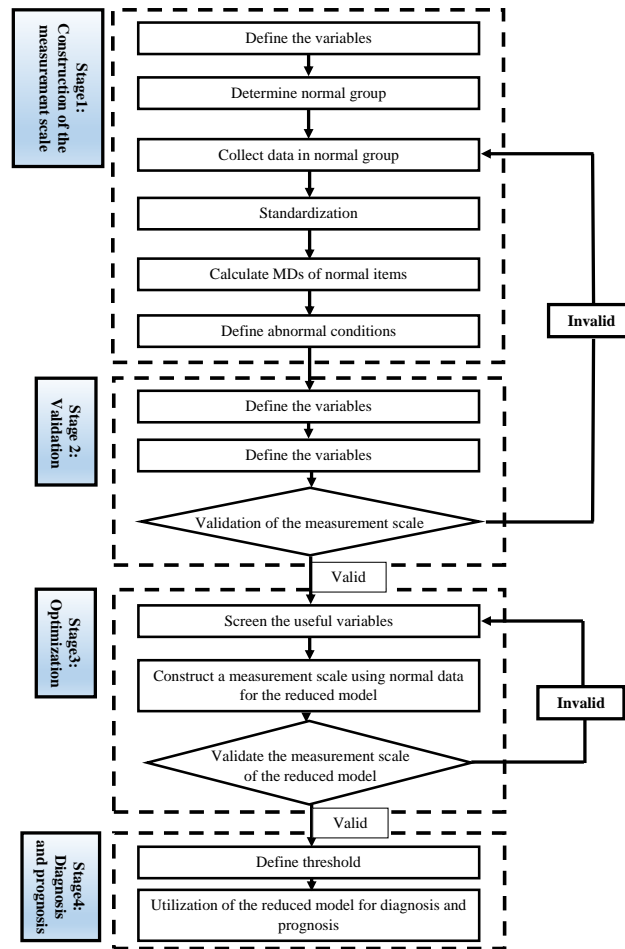 Stage1:
Construction of the
measurement scale
Define the variables
Determine normal group
Collect data in normal group
Standardization
Calculate MDs of normal items
Define abnormal conditions
Invalid
Stage 2:
Validation
Define the variables
Define the variables
Validation of the measurement scale
Valid
Stage3:
Optimization
Screen the useful variables
Construct a measurement scale using normal data
for the reduced model
Invalid
Validate the measurement scale
of the reduced model
Valid
Stage4:
Diagnosis
and prognosis
Define threshold
Utilization of the reduced model for diagnosis and
prognosis